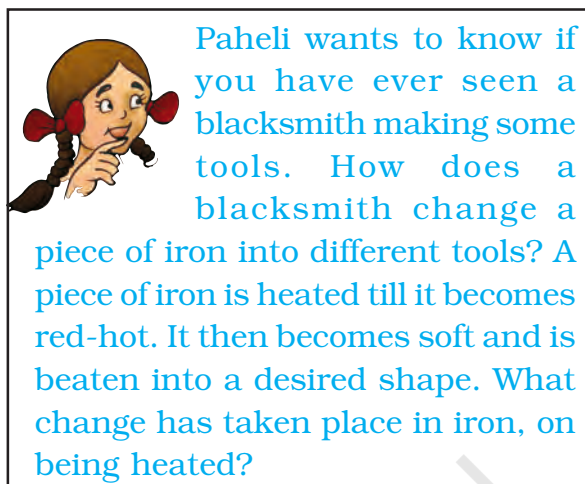 Paheli wants to know if
you have ever seen a
blacksmith making some
tools. How does a
blacksmith change a
piece of iron into different tools? A
piece of iron is heated till it becomes
red-hot. It then becomes soft and is
beaten into a desired shape. What
change has taken place in iron, on
being heated?